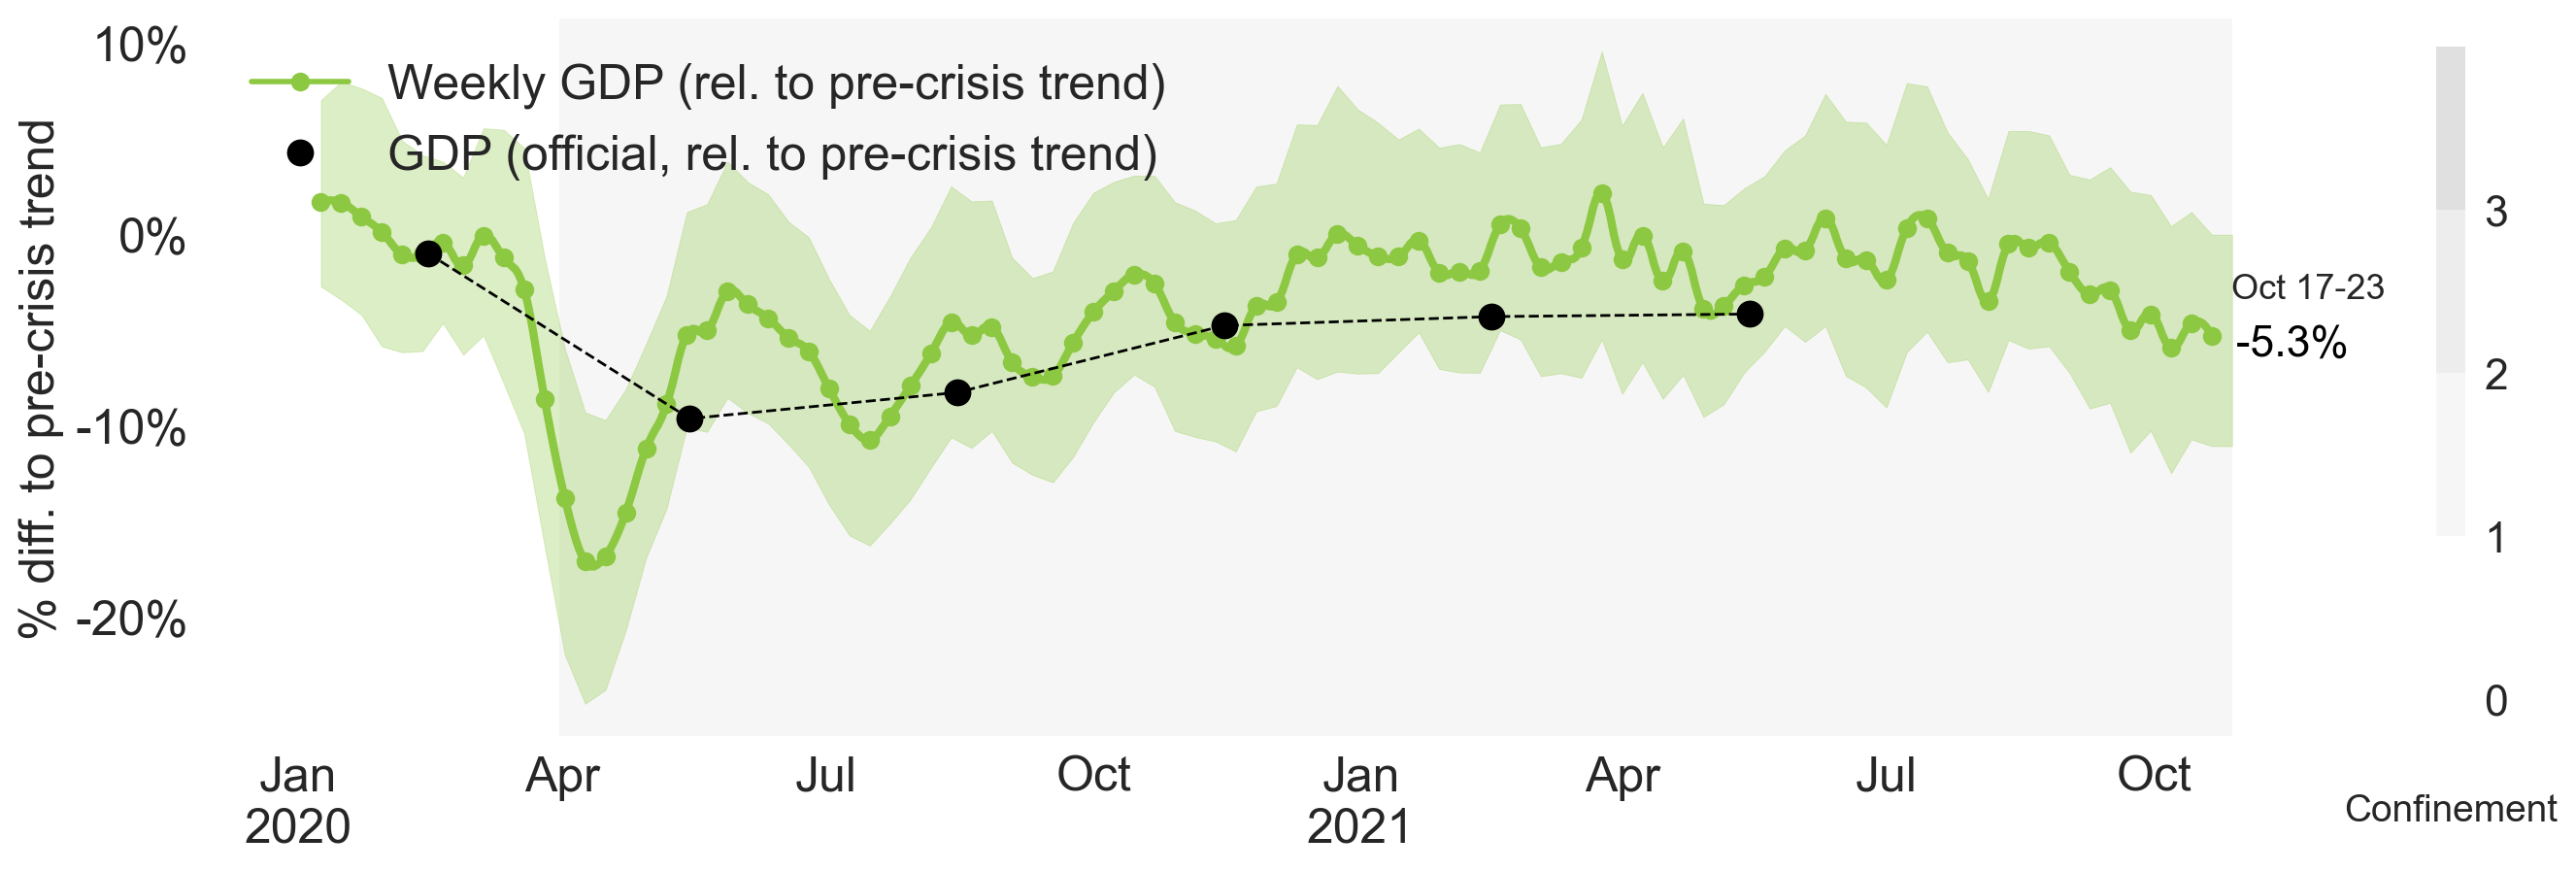 10%
0%
-10%
-20%
% diff. to pre-crisis trend
Weekly GDP (rel. to pre-crisis trend)
GDP (official, rel. to pre-crisis trend)
Oct 17-23
-5.3%
Jan
2020
Apr
Jul
Oct
Jan
2021
Apr
Jul
Oct
3
2
1
0
Confinement